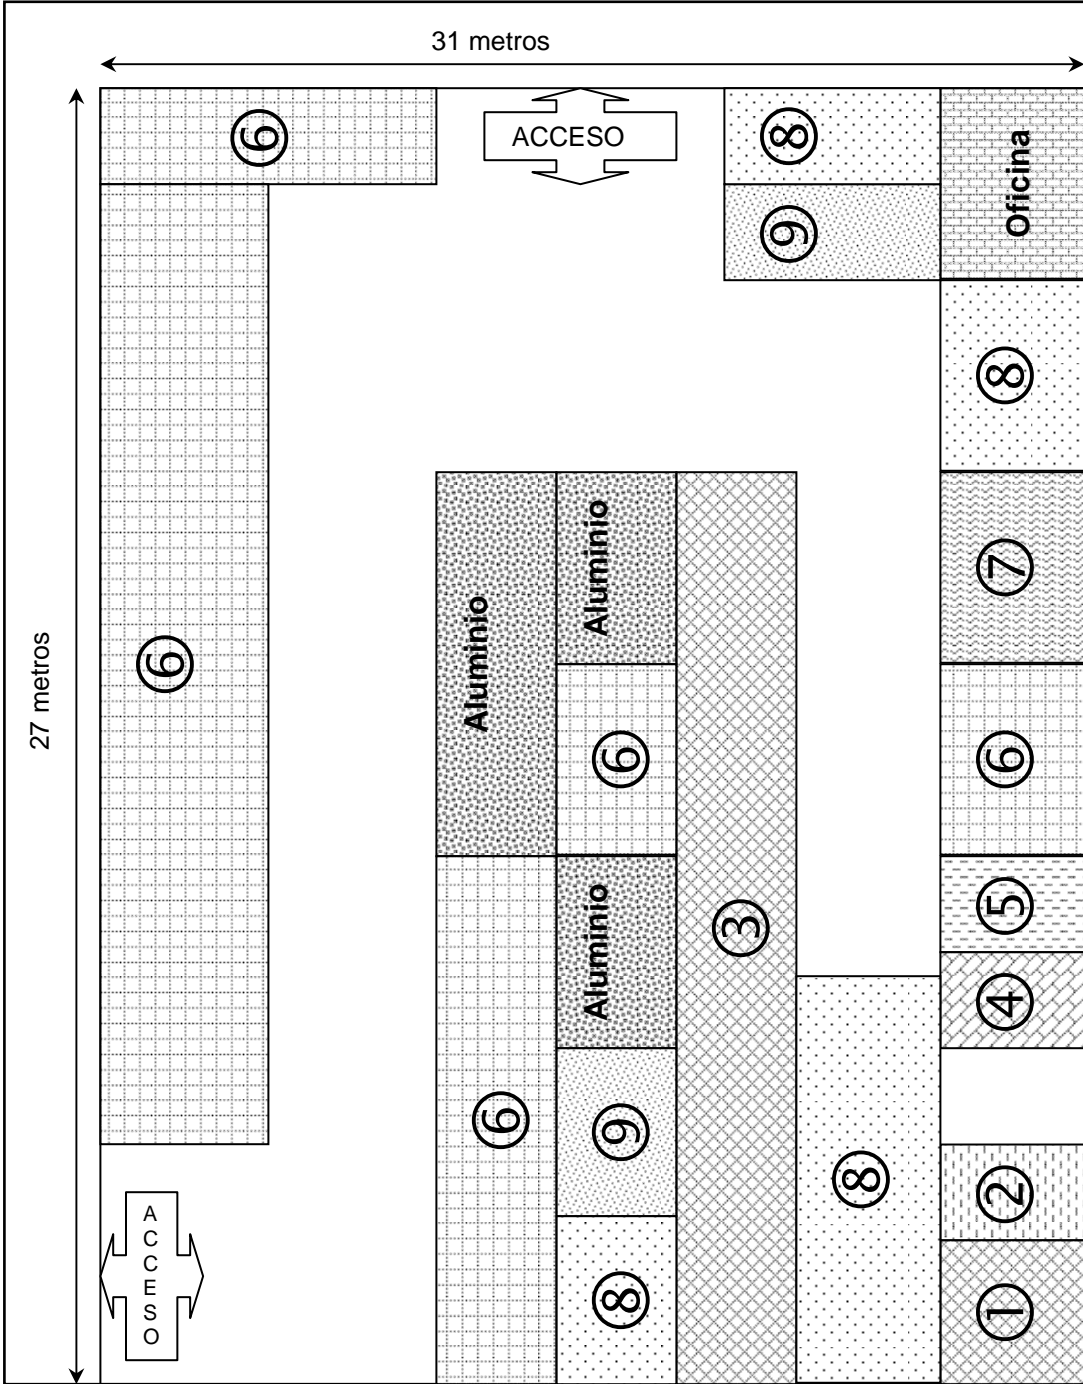 31 metros
27 metros
⑥
ACCESO
⑧
Oficina
⑨
⑧
⑥
Aluminio
Aluminio
⑦
⑥
⑥
Aluminio
③
⑤
④
⑥
⑨
⑧
②
ACCESO
⑧
①